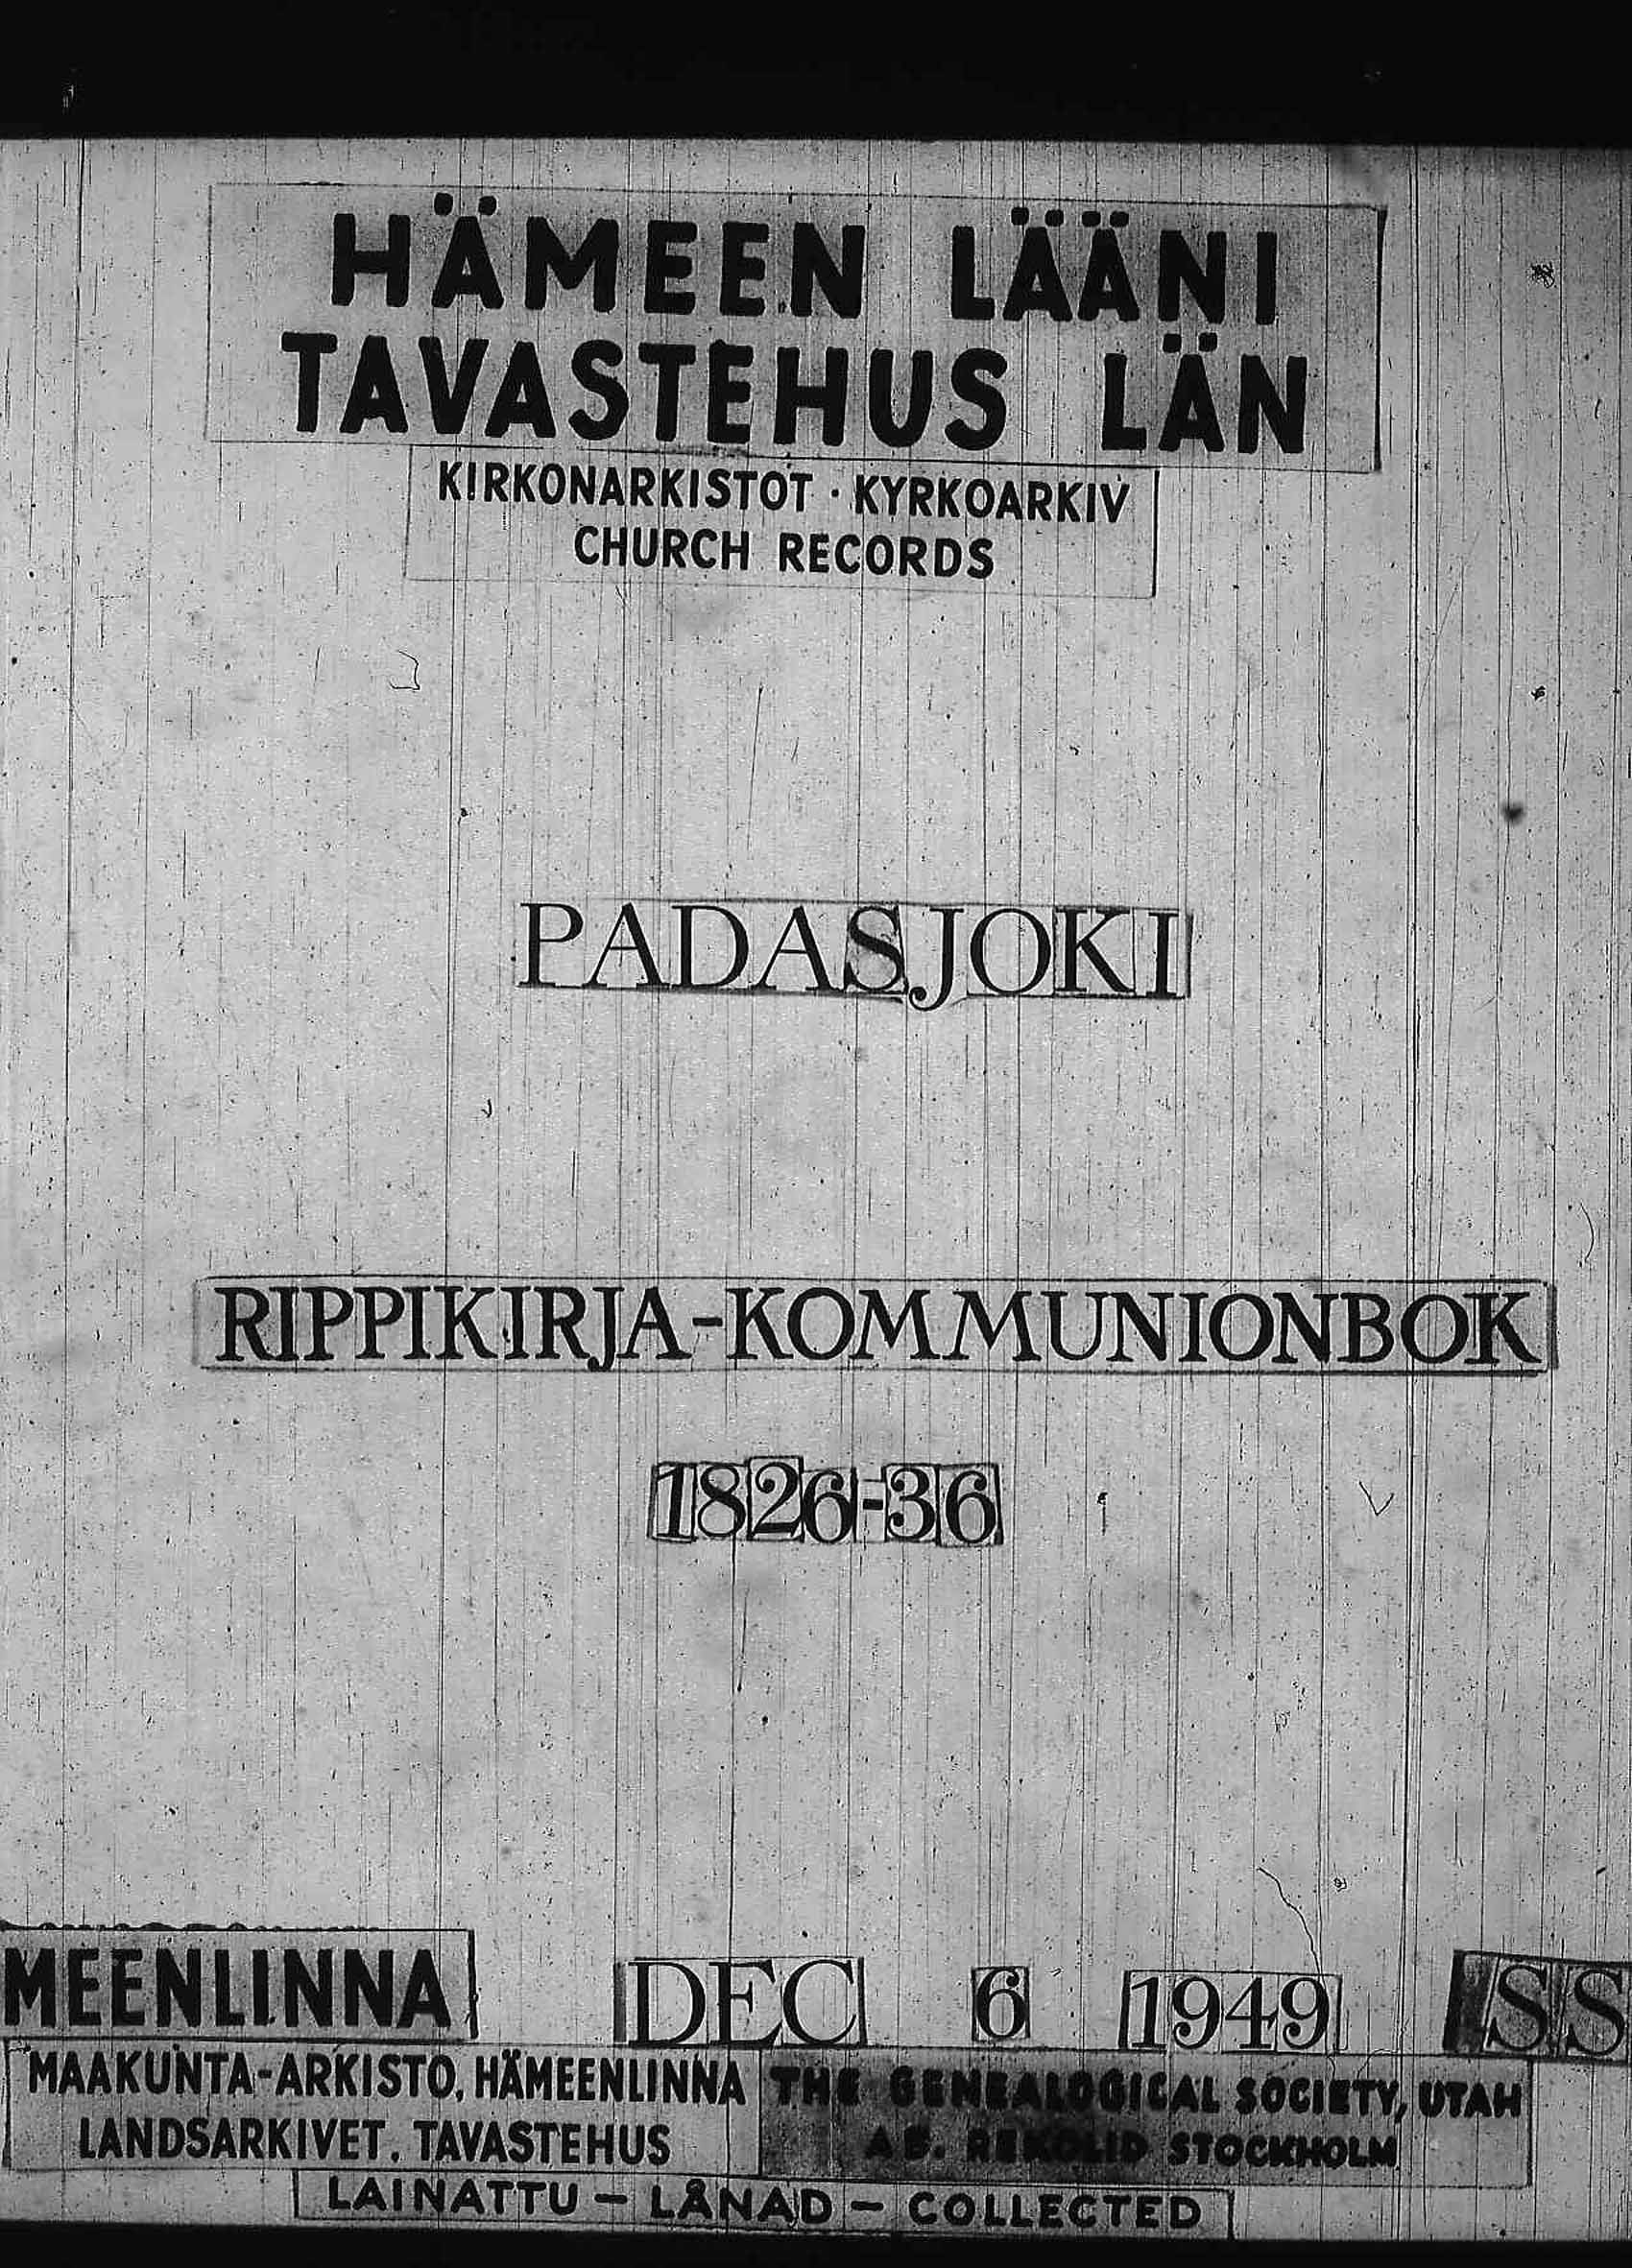 HÄMEEN LÄÄNI
TAVASTEHUS LÄN
KIRKONARKISTOT · KYRKOARKIV
CHURCH RECORDS
PADASJOKI
RIPPIKIRJA-KOMMUNIONBOK
1826-36
MEENLINNA DEC 6 1949 SS
MAAKUNTA-ARKISTO, HÄMEENLINNA
LANDSARKIVET. TAVASTEHUS
THE GENEALOGICAL SOCIETY, UTAH
AB. REKOLID STOCKHOLM
LAINATTU - LÅNAD - COLLECTED